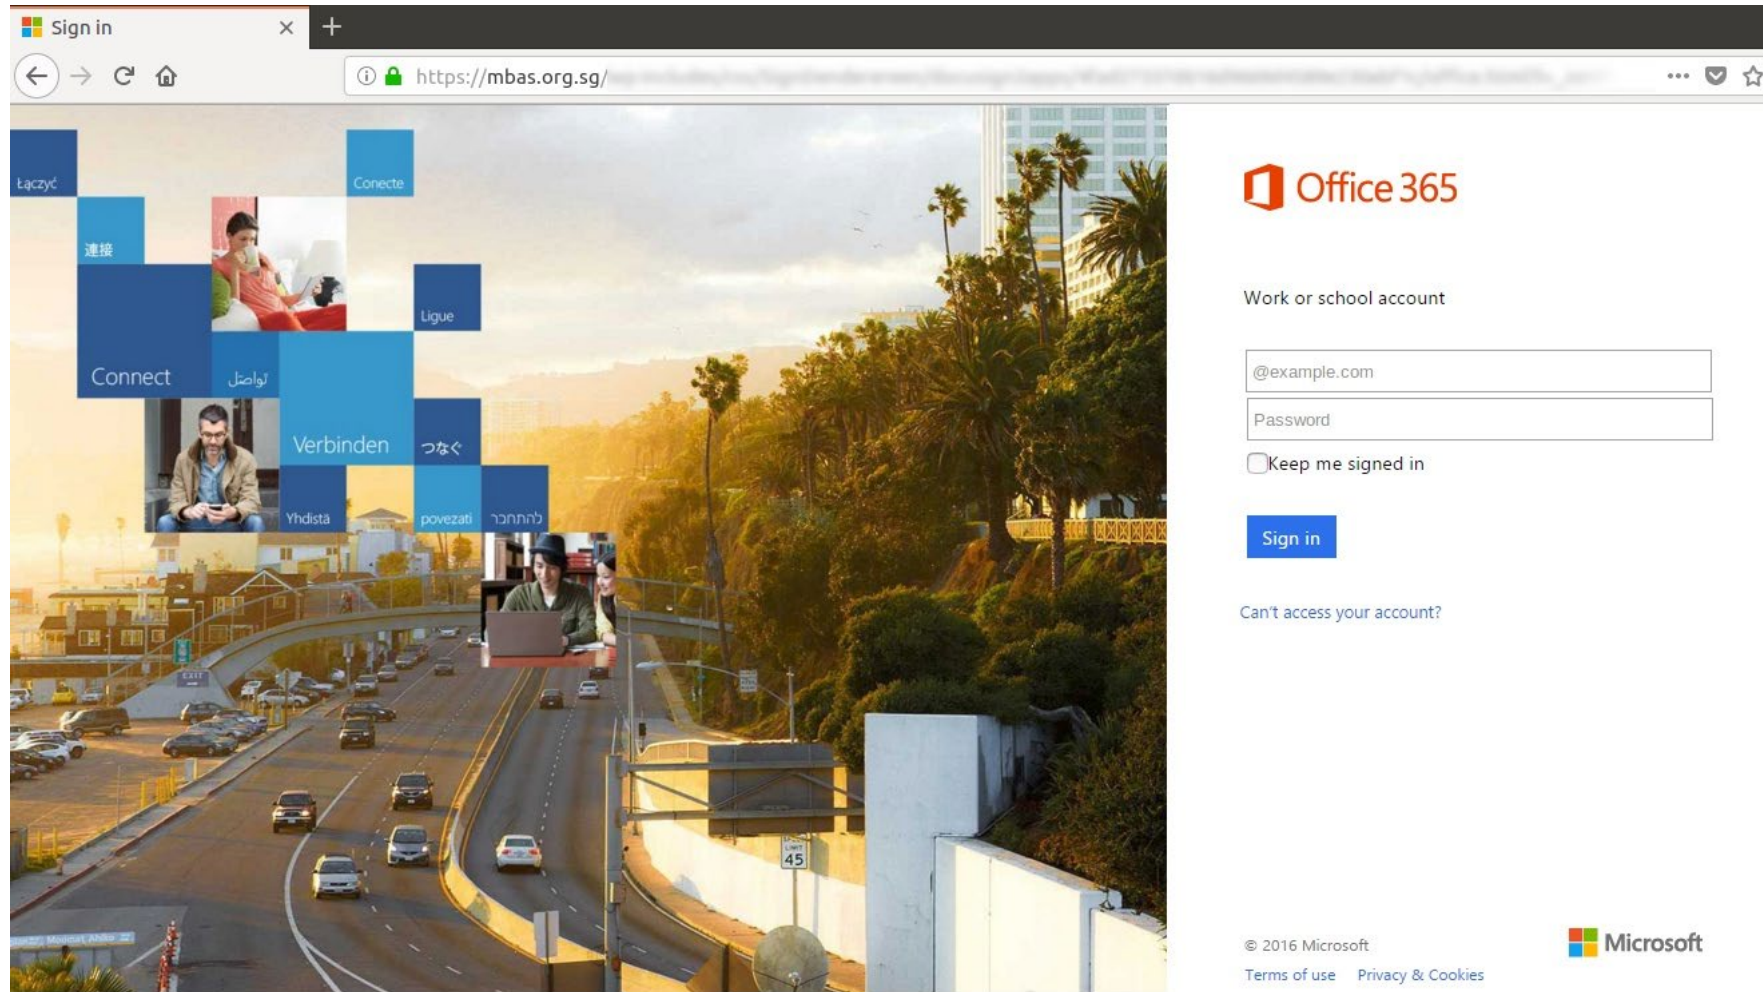 Sign in
https://mbas.org.sg/
Łączyć
Conecte
連接
Ligue
Connect
تواصل
Verbinden
つなぐ
Yhdistä
povezati
להתחבר
EXIT
LIMIT
45
Office 365
Work or school account
@example.com
Password
Keep me signed in
Sign in
Can't access your account?
© 2016 Microsoft
Microsoft
Terms of use Privacy & Cookies